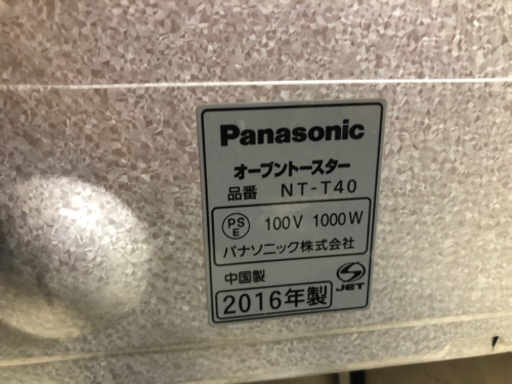 Panasonic
オーブントースター
品番 NT-T40
PS E 100V 1000W
パナソニック株式会社
中国製
JET
2016年製